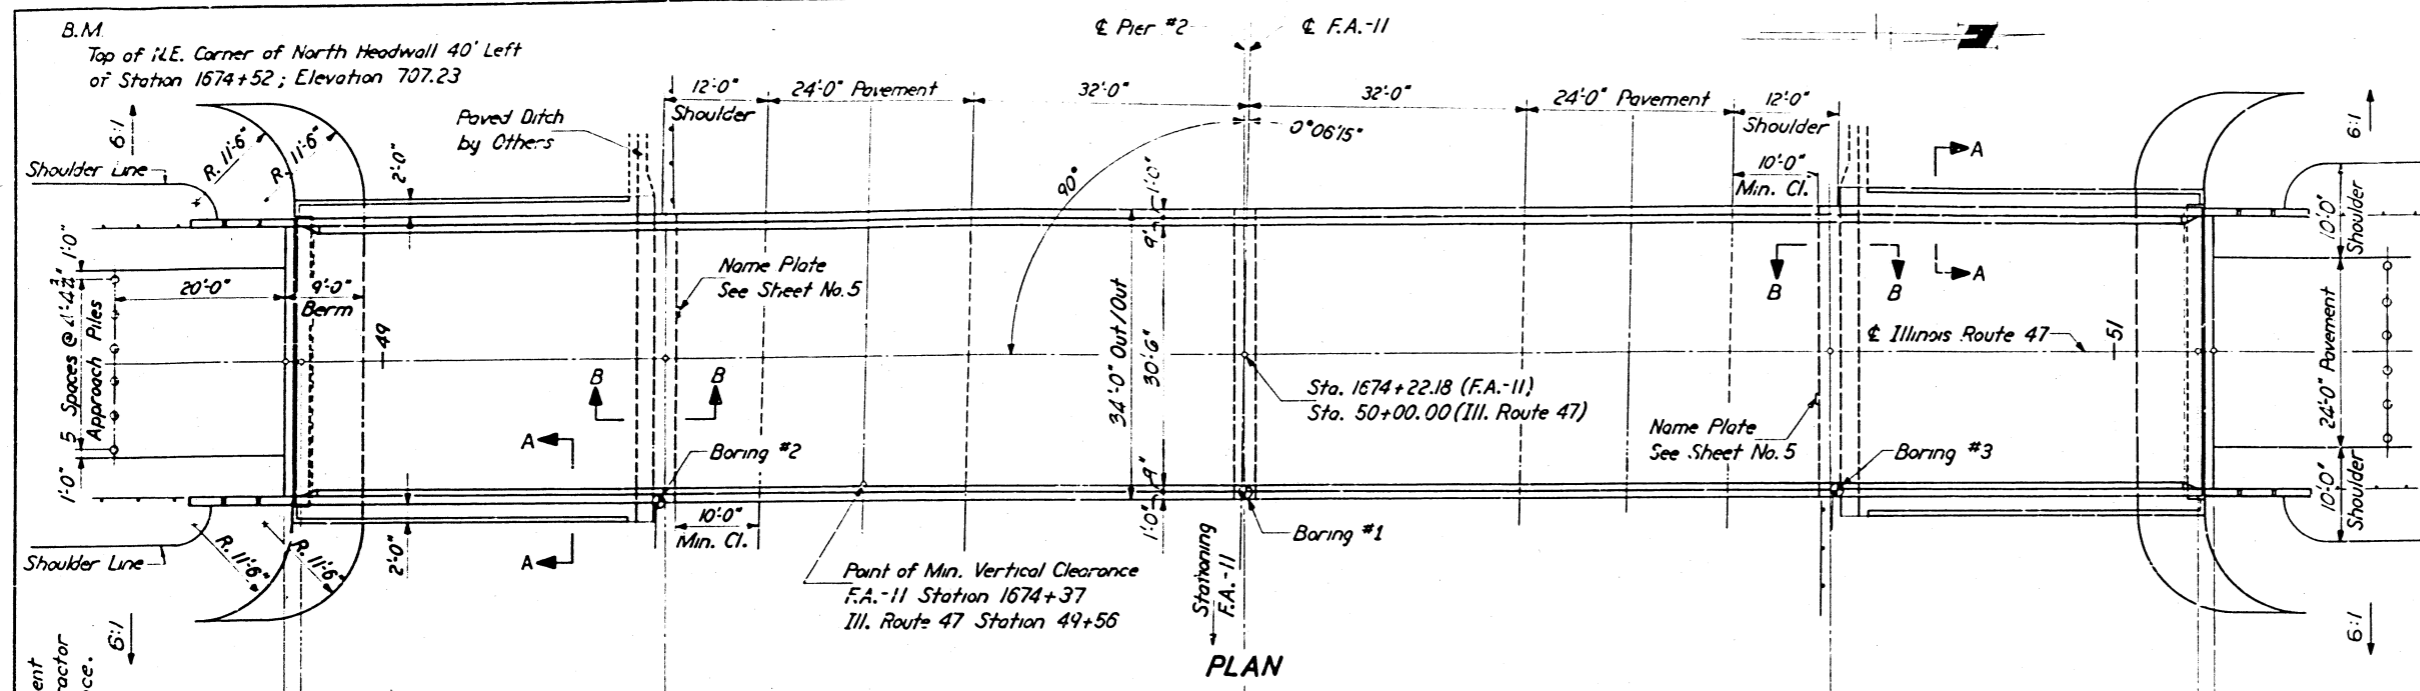 B.M.
Top of N.E. Corner of North Headwall 40' Left
of Station 1674+52; Elevation 707.23
℄ Pier #2
℄ F.A.-11
12'-0"
Shoulder
24'-0" Pavement
32'-0"
32'-0"
24'-0" Pavement
12'-0"
Shoulder
0°06'15"
90°
10'-0"
Min. Cl.
Paved Ditch
by Others
6:1
R. 11'-6"
R. 11'-6"
Shoulder Line
2'-0"
A
A
6:1
10'-0"
Shoulder
1'-0"
9"
1'-0"
20'-0"
9'-0"
Berm
5 Spaces @ 4'-4¾"
Approach Piles
49
Name Plate
See Sheet No. 5
34'-0" Out/Out
30'-6"
B
B
℄ Illinois Route 47
51
24'-0" Pavement
B
B
Sta. 1674+22.18 (F.A.-11)
Sta. 50+00.00 (Ill. Route 47)
Name Plate
See Sheet No. 5
A
Boring #2
Boring #3
1'-0"
9"
1'-0"
10'-0"
Shoulder
10'-0"
Min. Cl.
Boring #1
2'-0"
A
Shoulder Line
R. 11'-6"
R. 11'-6"
Point of Min. Vertical Clearance
F.A.-11 Station 1674+37
Ill. Route 47 Station 49+56
Stationing
F.A.-11
6:1
6:1
PLAN
ent
ractor
nce.